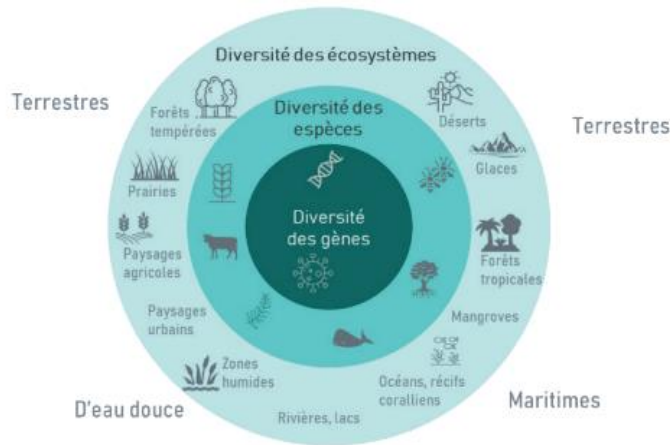 Diversité des écosystèmes
Terrestres
Terrestres
Forêts
tempérées
Diversité des
espèces
Déserts
Glaces
Prairies
Diversité
des gènes
Paysages
agricoles
Forêts
tropicales
Paysages
urbains
Mangroves
Zones
humides
Océans, récifs
coralliens
D'eau douce
Rivières, lacs
Maritimes